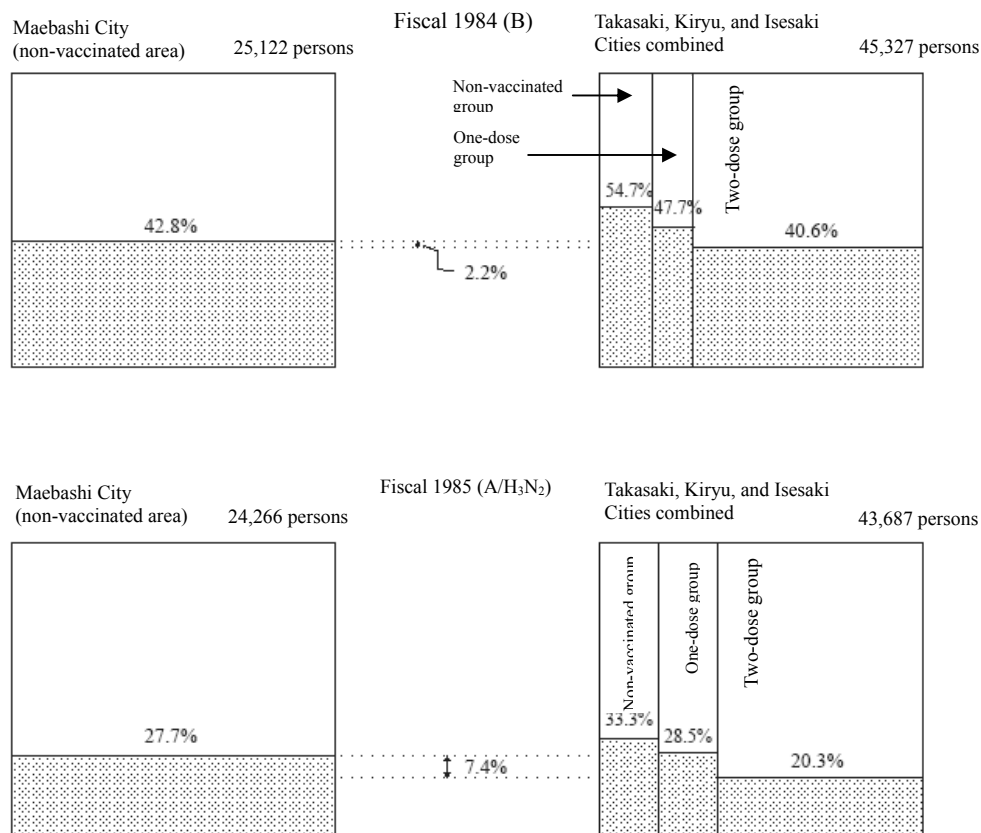 Fiscal 1984 (B)
Maebashi City
(non-vaccinated area) 25,122 persons
Takasaki, Kiryu, and Isesaki
Cities combined 45,327 persons
Non-vaccinated
group
One-dose
group
Two-dose group
42.8%
2.2%
54.7%
47.7%
40.6%
Fiscal 1985 (A/H₃N₂)
Maebashi City
(non-vaccinated area) 24,266 persons
Takasaki, Kiryu, and Isesaki
Cities combined 43,687 persons
Non-vaccinated group
One-dose group
Two-dose group
27.7%
7.4%
33.3%
28.5%
20.3%